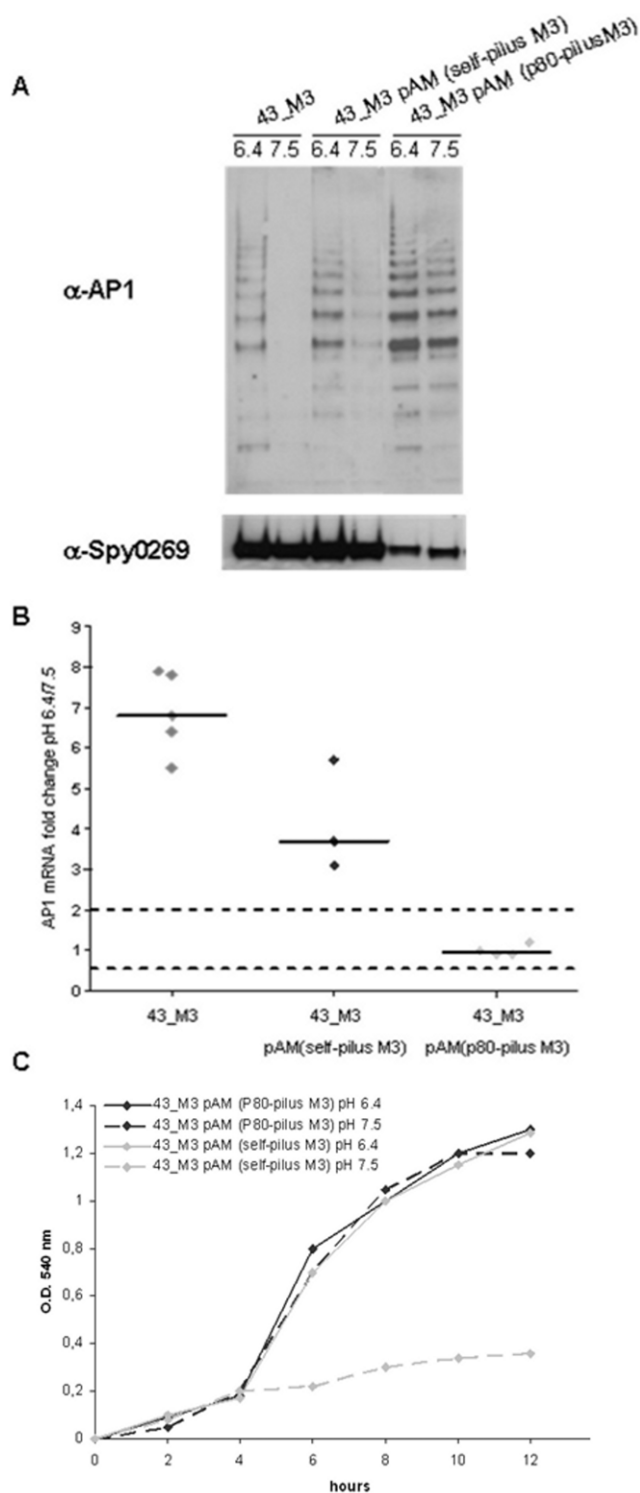 A
43_M3
43_M3 pAM (self-pilus M3)
43_M3 pAM (p80-pilusM3)
6.4 7.5 6.4 7.5 6.4 7.5
α-AP1
α-Spy0269
B
AP1 mRNA fold change pH 6.4/7.5
9
8
7
6
5
4
3
2
1
0
43_M3
43_M3
pAM(self-pilus M3)
43_M3
pAM(p80-pilus M3)
C
43_M3 pAM (P80-pilus M3) pH 6.4
43_M3 pAM (P80-pilus M3) pH 7.5
43_M3 pAM (self-pilus M3) pH 6.4
43_M3 pAM (self-pilus M3) pH 7.5
O.D. 540 nm
1,4
1,2
1
0,8
0,6
0,4
0,2
0
0 2 4 6 8 10 12
hours